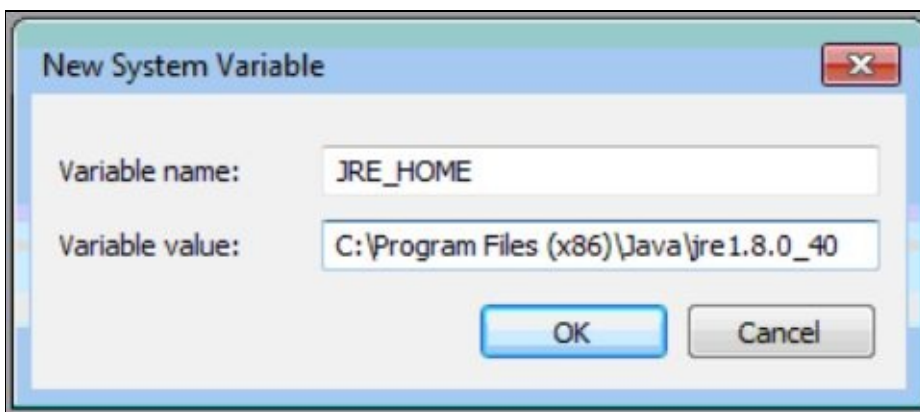 New System Variable
Variable name: JRE_HOME
Variable value: C:\Program Files (x86)\Java\jre1.8.0_40
OK Cancel